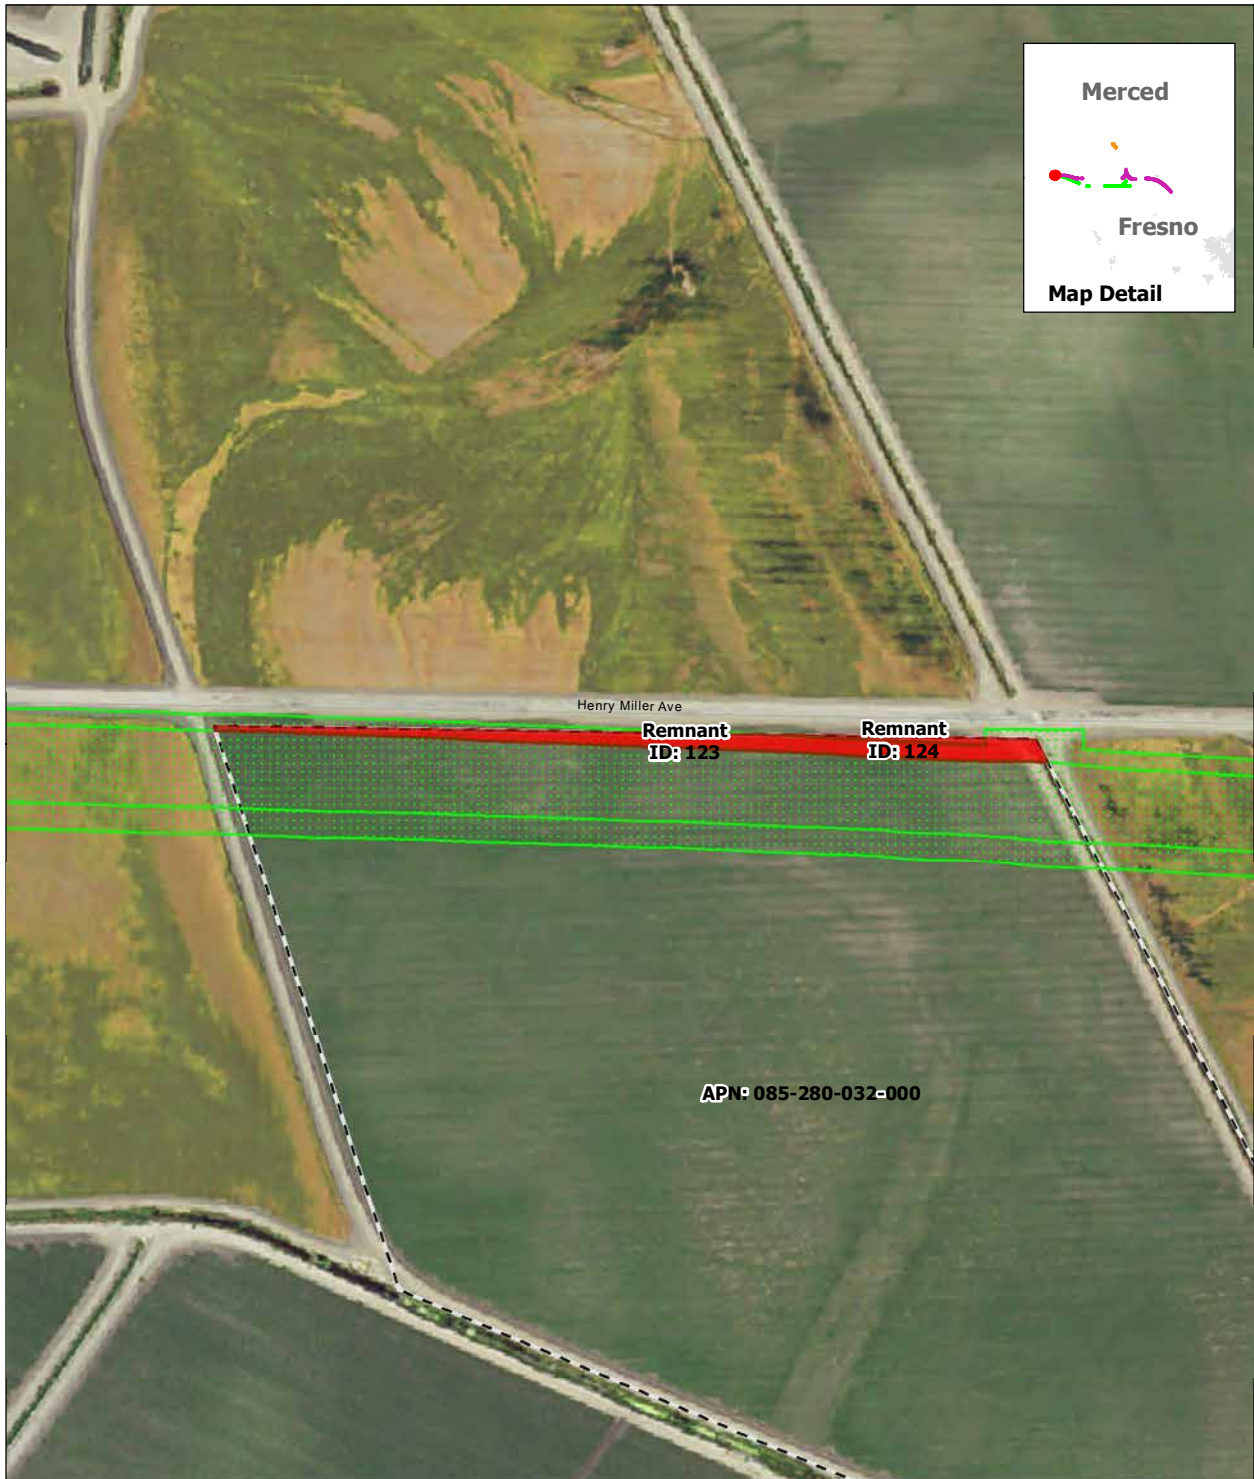 Merced
Fresno
Map Detail
Henry Miller Ave
Remnant
ID: 123
Remnant
ID: 124
APN: 085-280-032-000